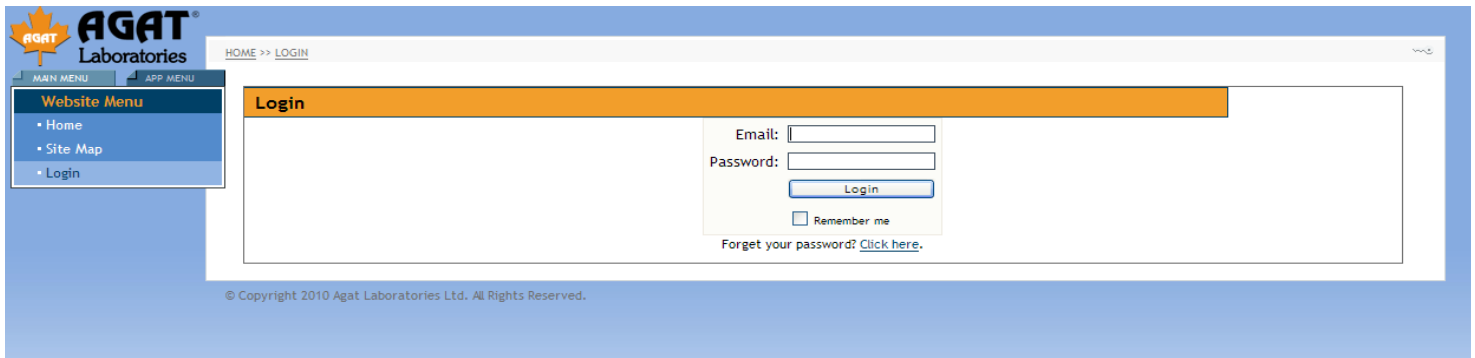 AGAT
AGAT®
Laboratories
HOME >> LOGIN
MAIN MENU
APP MENU
Website Menu
Home
Site Map
Login
Login
Email:
Password:
Login
Remember me
Forget your password? Click here.
© Copyright 2010 Agat Laboratories Ltd. All Rights Reserved.